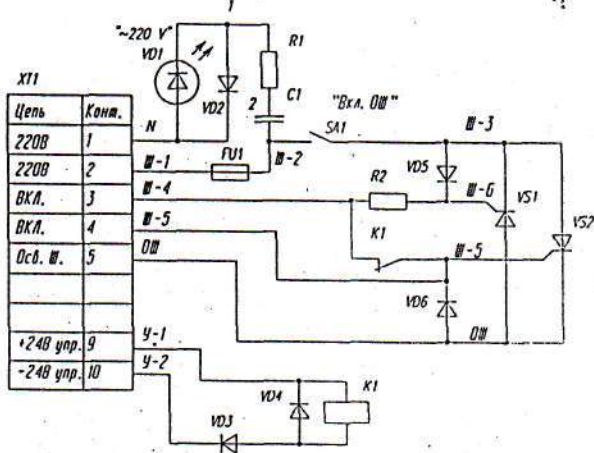 1
"~220 V"
VD1
R1
VD2
2
C1
XT1
Цепь Конт.
220В 1
220В 2
ВКЛ. 3
ВКЛ. 4
Осв. Ш. 5
+24В упр. 9
-24В упр. 10
N
Ш-1
FU1
Ш-2
"Вкл. ОШ"
SA1
Ш-3
Ш-4
R2
VD5
Ш-6
VS1
VS2
Ш-5
K1
Ш-5
ОШ
VD6
ОШ
У-1
У-2
VD4
K1
VD3